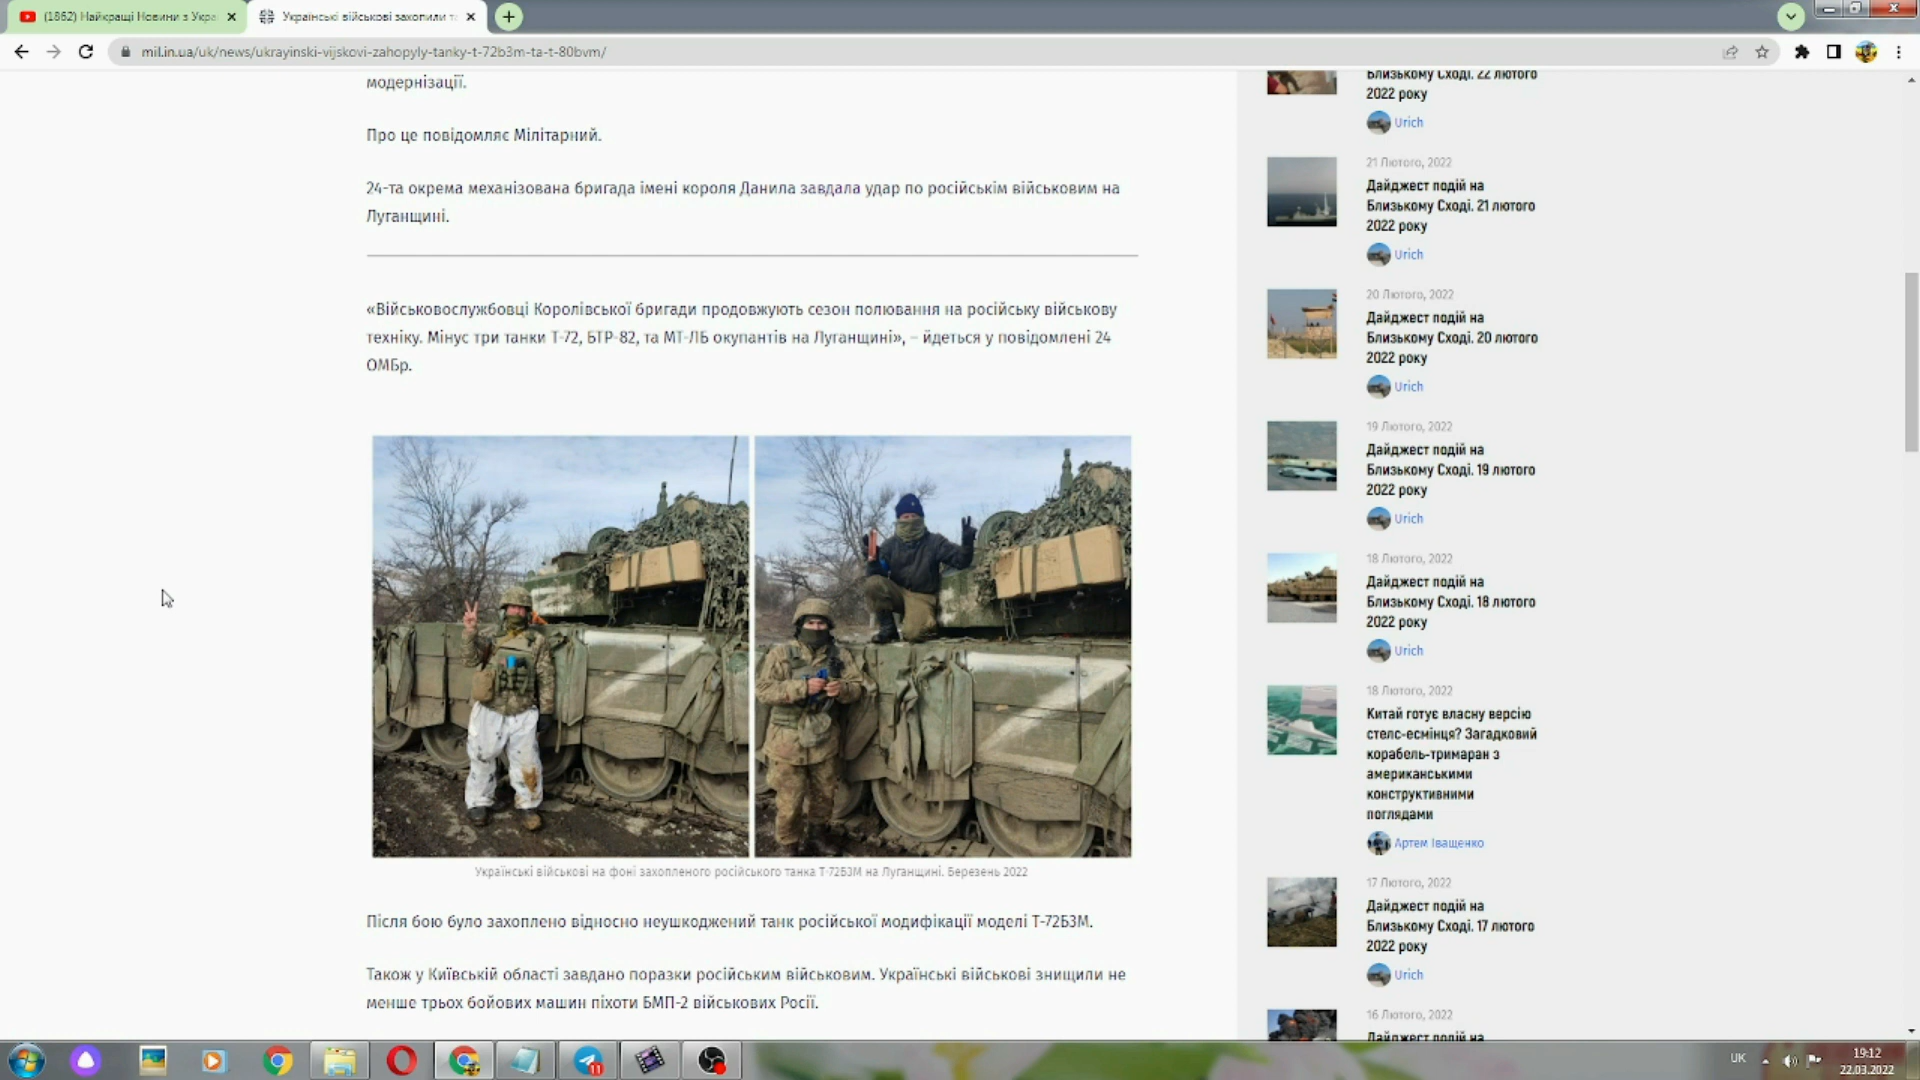 (1862) Найкращі Новини з Укра
Українські військові захопили та
mil.in.ua/uk/news/ukrayinski-vijskovi-zahopyly-tanky-t-72b3m-ta-t-80bvm/
модернізації.
Про це повідомляє Мілітарний.
24-та окрема механізована бригада імені короля Данила завдала удар по російськім військовим на
Луганщині.
«Військовослужбовці Королівської бригади продовжують сезон полювання на російську військову
техніку. Мінус три танки Т-72, БТР-82, та МТ-ЛБ окупантів на Луганщині», – йдеться у повідомлені 24
ОМБр.
Українські військові на фоні захопленого російського танка Т-72Б3М на Луганщині. Березень 2022
Після бою було захоплено відносно неушкоджений танк російської модифікації моделі Т-72Б3М.
Також у Київській області завдано поразки російським військовим. Українські військові знищили не
менше трьох бойових машин піхоти БМП-2 військових Росії.
Близькому Сході. 22 лютого
2022 року
Urich
21 Лютого, 2022
Дайджест подій на
Близькому Сході. 21 лютого
2022 року
Urich
20 Лютого, 2022
Дайджест подій на
Близькому Сході. 20 лютого
2022 року
Urich
19 Лютого, 2022
Дайджест подій на
Близькому Сході. 19 лютого
2022 року
Urich
18 Лютого, 2022
Дайджест подій на
Близькому Сході. 18 лютого
2022 року
Urich
18 Лютого, 2022
Китай готує власну версію
стелс-есмінця? Загадковий
корабель-тримаран з
американськими
конструктивними
поглядами
Артем Іващенко
17 Лютого, 2022
Дайджест подій на
Близькому Сході. 17 лютого
2022 року
Urich
16 Лютого, 2022
Дайджест подій на
11
UK
19:12
22.03.2022